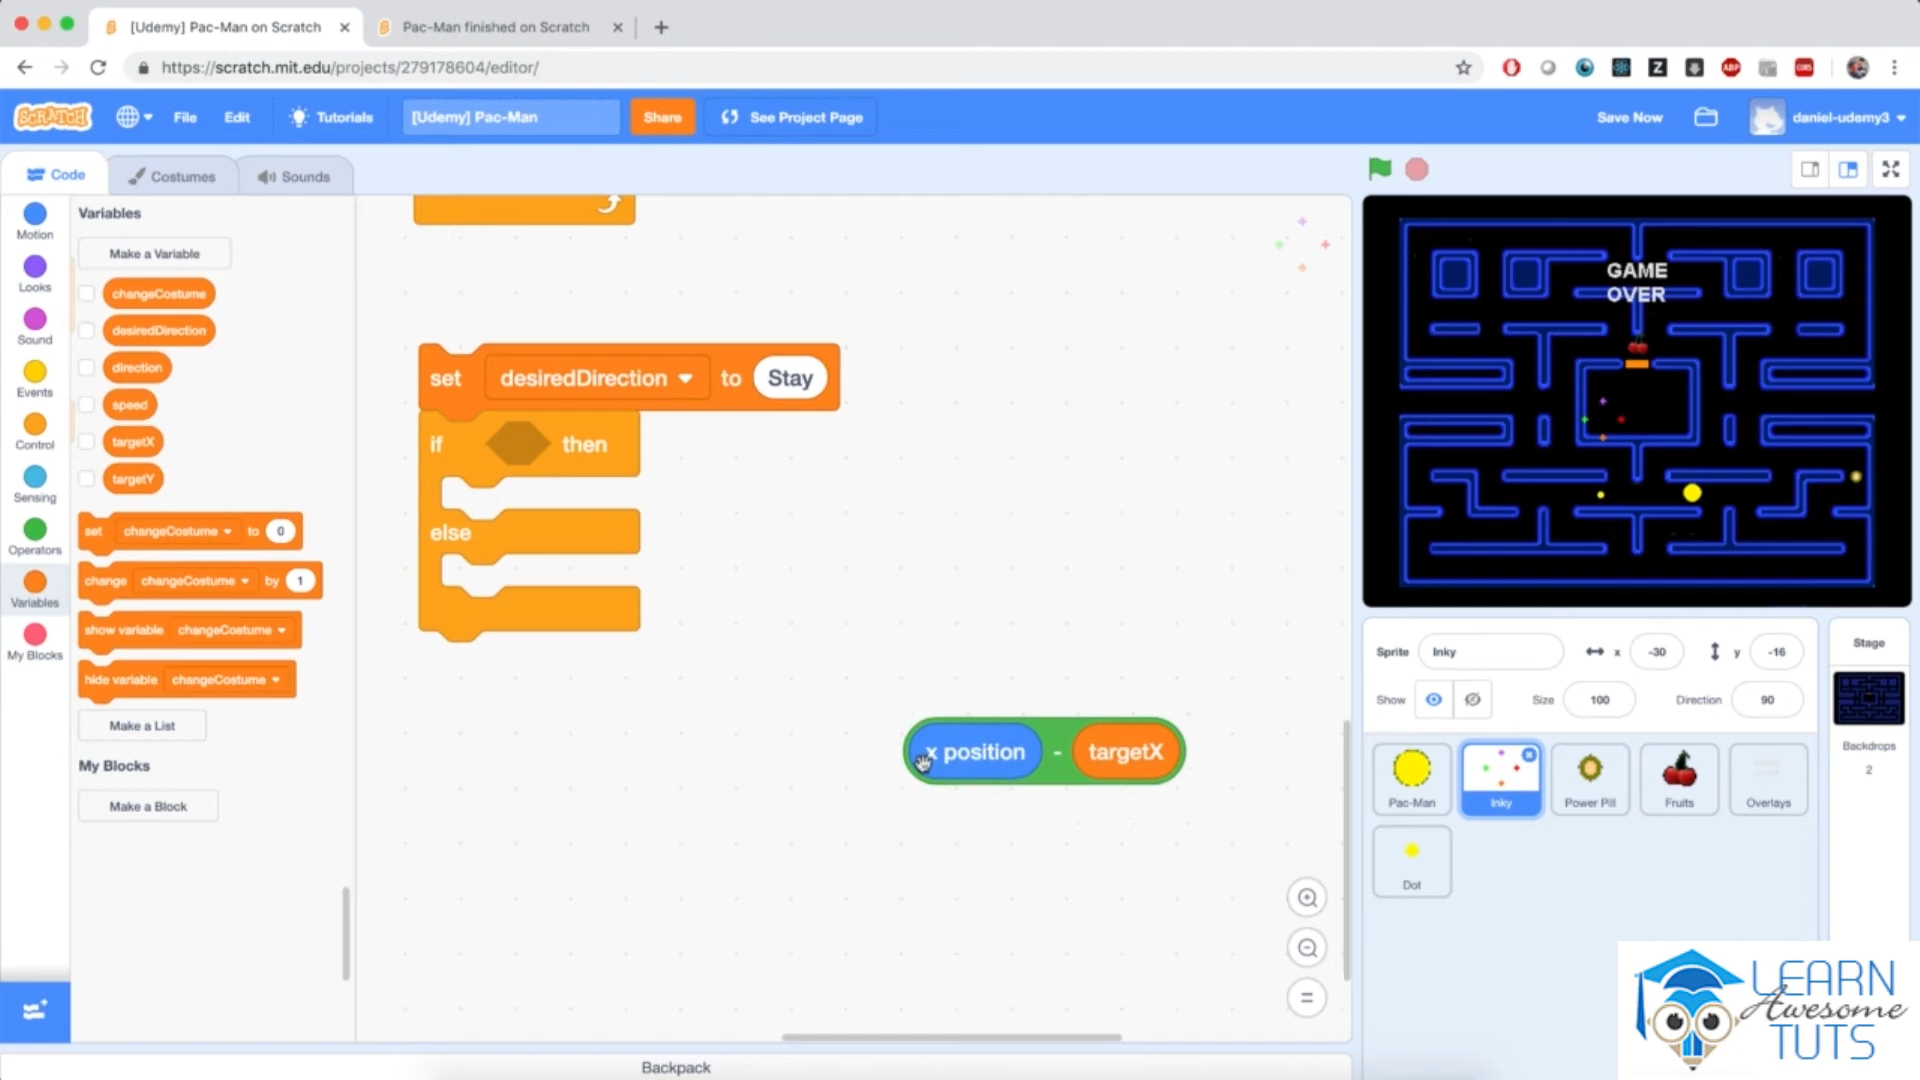 [Udemy] Pac-Man on Scratch
Pac-Man finished on Scratch
https://scratch.mit.edu/projects/279178604/editor/
ABP
CORS
SCRATCH
File
Edit
Tutorials
[Udemy] Pac-Man
Share
See Project Page
Save Now
daniel-udemy3
Code
Costumes
Sounds
Motion
Looks
Sound
Events
Control
Sensing
Operators
Variables
My Blocks
Variables
Make a Variable
changeCostume
desiredDirection
direction
speed
targetX
targetY
set changeCostume to 0
change changeCostume by 1
show variable changeCostume
hide variable changeCostume
Make a List
My Blocks
Make a Block
set desiredDirection to Stay
if then
else
x position - targetX
Backpack
GAME
OVER
Sprite Inky x -30 y -16
Show Size 100 Direction 90
Pac-Man
Inky
Power Pill
Fruits
Overlays
Dot
Stage
Backdrops
2
LEARN
Awesome
TUTS